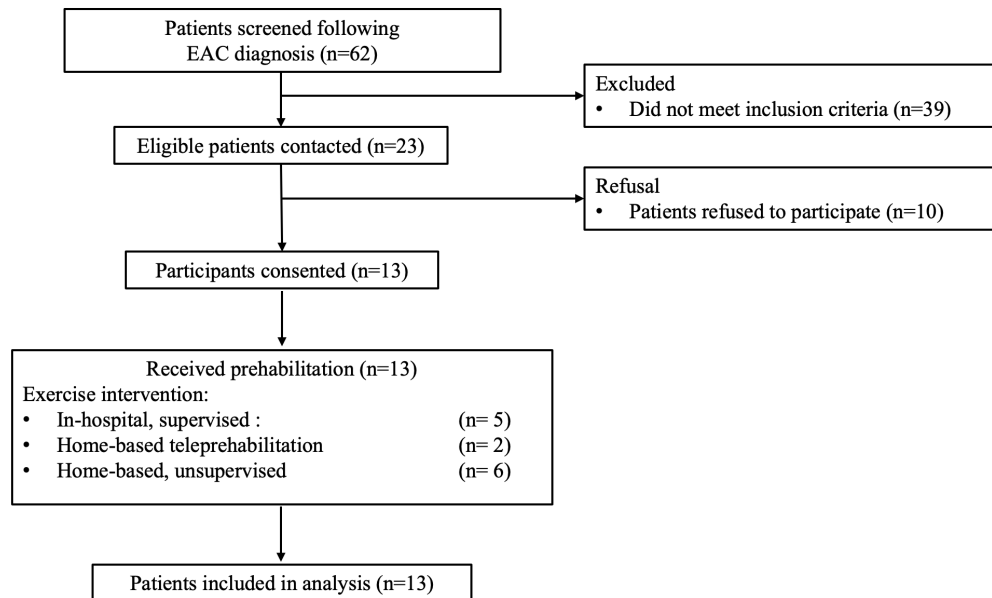 Patients screened following
EAC diagnosis (n=62)
Excluded
• Did not meet inclusion criteria (n=39)
Eligible patients contacted (n=23)
Refusal
• Patients refused to participate (n=10)
Participants consented (n=13)
Received prehabilitation (n=13)
Exercise intervention:
• In-hospital, supervised : (n= 5)
• Home-based teleprehabilitation (n= 2)
• Home-based, unsupervised (n= 6)
Patients included in analysis (n=13)